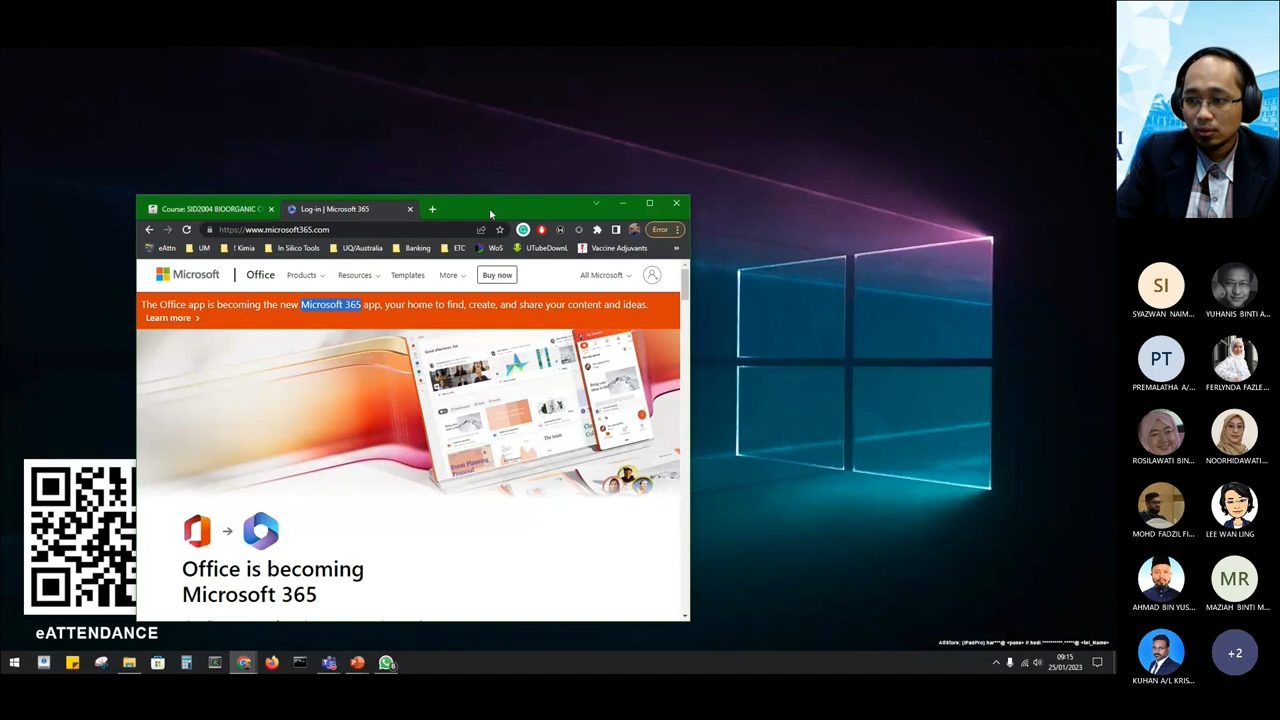 Course: SID2004 BIOORGANIC C
Log-in | Microsoft 365
https://www.microsoft365.com
Error
eAttn
UM
! Kimia
In Silico Tools
UQ/Australia
Banking
ETC
WoS
UTubeDownL
Vaccine Adjuvants
Microsoft
Office
Products
Resources
Templates
More
Buy now
All Microsoft
The Office app is becoming the new Microsoft 365 app, your home to find, create, and share your content and ideas.
Learn more
Office is becoming
Microsoft 365
eATTENDANCE
09:15
25/01/2023
SI
SYAZWAN NAIM...
YUHANIS BINTI A...
PT
PREMALATHA A/...
FERLYNDA FAZLE...
ROSILAWATI BIN...
NOORHIDAWATI...
MOHD FADZIL FI...
LEE WAN LING
AHMAD BIN YUS...
MR
MAZIAH BINTI M...
KUHAN A/L KRIS...
+2